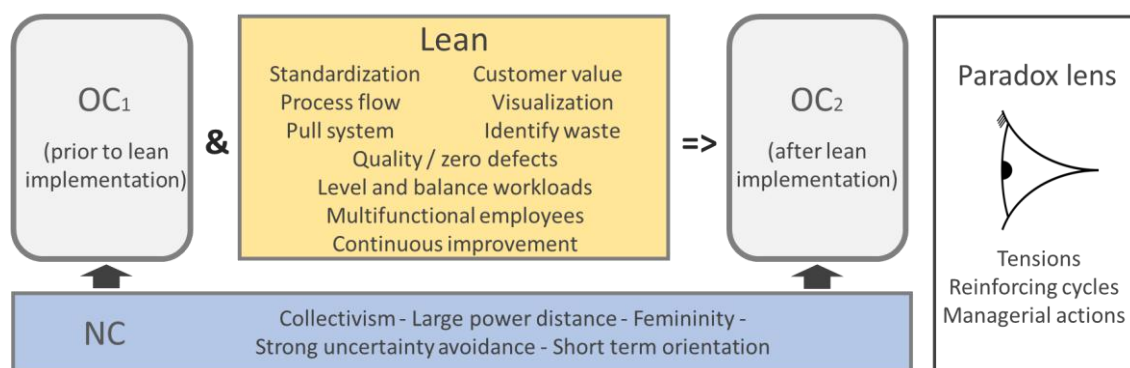 OC1
(prior to lean
implementation)
&
Lean
Standardization Customer value
Process flow Visualization
Pull system Identify waste
Quality / zero defects
Level and balance workloads
Multifunctional employees
Continuous improvement
=>
OC2
(after lean
implementation)
NC
Collectivism - Large power distance - Femininity -
Strong uncertainty avoidance - Short term orientation
Paradox lens
Tensions
Reinforcing cycles
Managerial actions